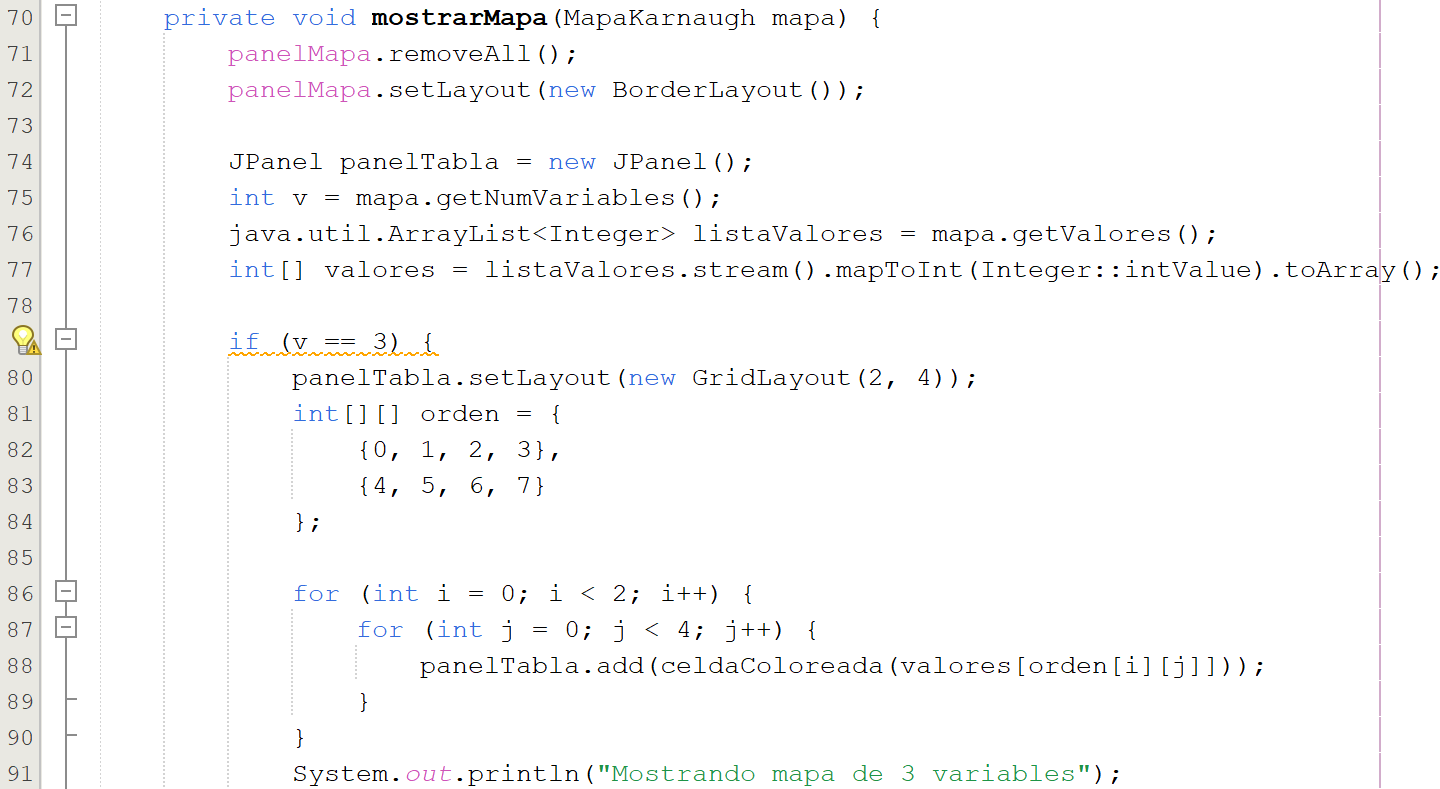 70 private void mostrarMapa(MapaKarnaugh mapa) {
71 panelMapa.removeAll();
72 panelMapa.setLayout(new BorderLayout());
73
74 JPanel panelTabla = new JPanel();
75 int v = mapa.getNumVariables();
76 java.util.ArrayList<Integer> listaValores = mapa.getValores();
77 int[] valores = listaValores.stream().mapToInt(Integer::intValue).toArray();
78
if (v == 3) {
80 panelTabla.setLayout(new GridLayout(2, 4));
81 int[][] orden = {
82 {0, 1, 2, 3},
83 {4, 5, 6, 7}
84 };
85
86 for (int i = 0; i < 2; i++) {
87 for (int j = 0; j < 4; j++) {
88 panelTabla.add(celdaColoreada(valores[orden[i][j]]));
89 }
90 }
91 System.out.println("Mostrando mapa de 3 variables");